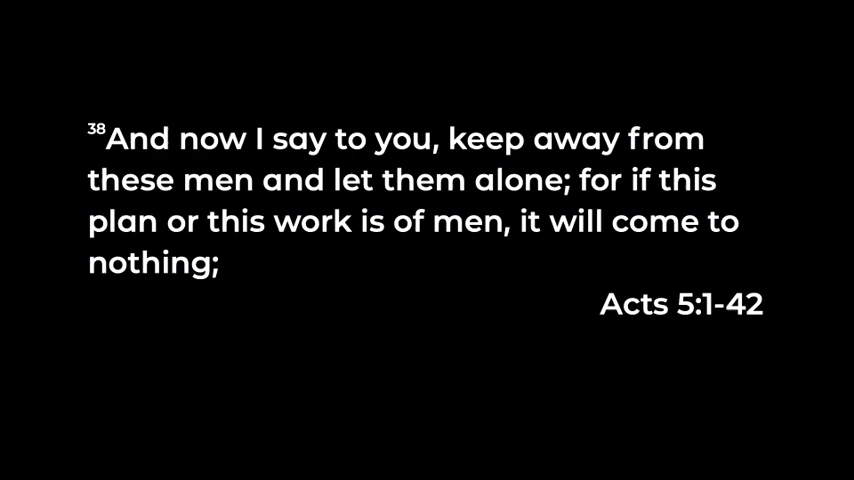 38And now I say to you, keep away from
these men and let them alone; for if this
plan or this work is of men, it will come to
nothing;
Acts 5:1-42